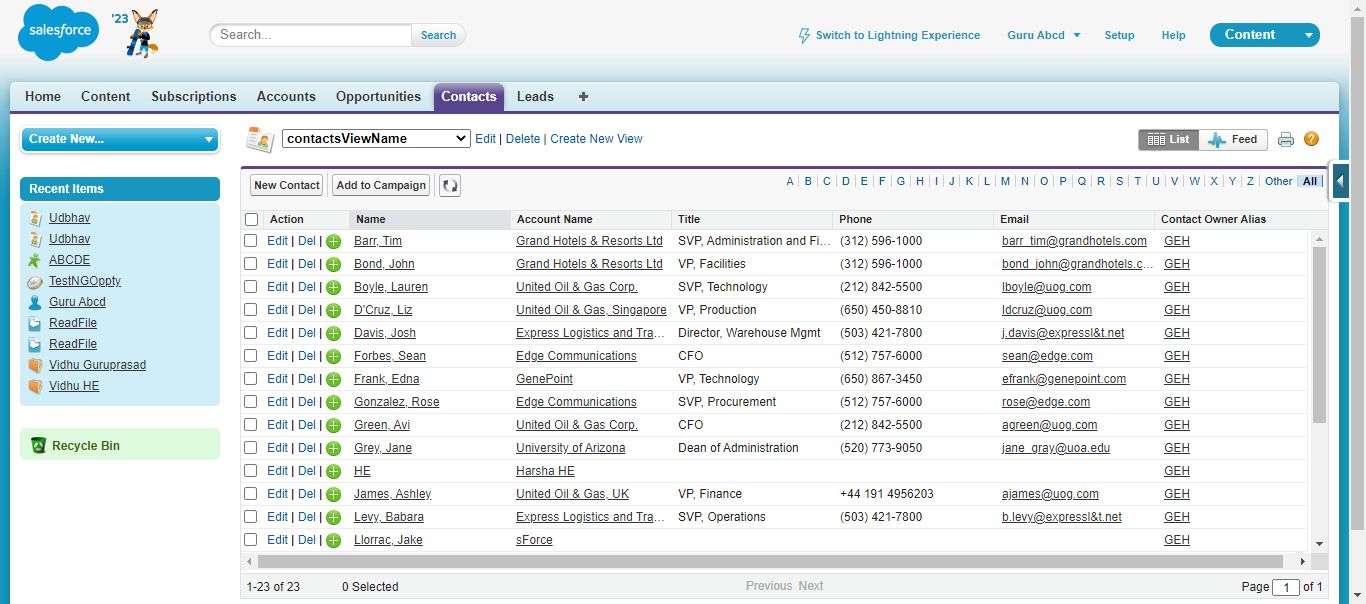 salesforce '23 Search... Search Switch to Lightning Experience Guru Abcd Setup Help Content
Home Content Subscriptions Accounts Opportunities Contacts Leads +
Create New...
Recent Items
Udbhav
Udbhav
ABCDE
TestNGOppty
Guru Abcd
ReadFile
ReadFile
Vidhu Guruprasad
Vidhu HE
Recycle Bin
contactsViewName Edit | Delete | Create New View List Feed ?
New Contact Add to Campaign A | B | C | D | E | F | G | H | I | J | K | L | M | N | O | P | Q | R | S | T | U | V | W | X | Y | Z | Other | All |
Action Name Account Name Title Phone Email Contact Owner Alias
Edit | Del | Barr, Tim Grand Hotels & Resorts Ltd SVP, Administration and Fi... (312) 596-1000 barr_tim@grandhotels.com GEH
Edit | Del | Bond, John Grand Hotels & Resorts Ltd VP, Facilities (312) 596-1000 bond_john@grandhotels.c... GEH
Edit | Del | Boyle, Lauren United Oil & Gas Corp. SVP, Technology (212) 842-5500 lboyle@uog.com GEH
Edit | Del | D'Cruz, Liz United Oil & Gas, Singapore VP, Production (650) 450-8810 ldcruz@uog.com GEH
Edit | Del | Davis, Josh Express Logistics and Tra... Director, Warehouse Mgmt (503) 421-7800 j.davis@expressl&t.net GEH
Edit | Del | Forbes, Sean Edge Communications CFO (512) 757-6000 sean@edge.com GEH
Edit | Del | Frank, Edna GenePoint VP, Technology (650) 867-3450 efrank@genepoint.com GEH
Edit | Del | Gonzalez, Rose Edge Communications SVP, Procurement (512) 757-6000 rose@edge.com GEH
Edit | Del | Green, Avi United Oil & Gas Corp. CFO (212) 842-5500 agreen@uog.com GEH
Edit | Del | Grey, Jane University of Arizona Dean of Administration (520) 773-9050 jane_gray@uoa.edu GEH
Edit | Del | HE Harsha HE GEH
Edit | Del | James, Ashley United Oil & Gas, UK VP, Finance +44 191 4956203 ajames@uog.com GEH
Edit | Del | Levy, Babara Express Logistics and Tra... SVP, Operations (503) 421-7800 b.levy@expressl&t.net GEH
Edit | Del | Llorrac, Jake sForce GEH
1-23 of 23 0 Selected Previous Next Page 1 of 1